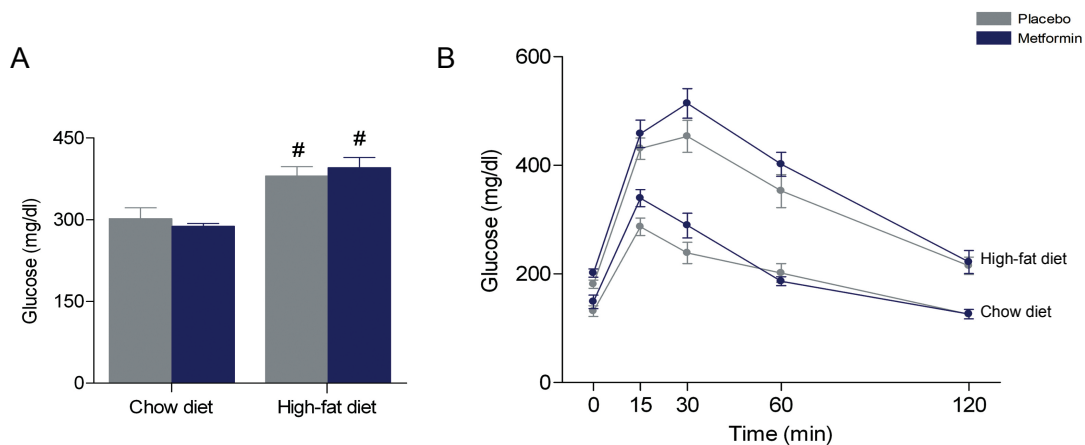 Placebo
Metformin
A
B
#
#
Glucose (mg/dl)
450
300
150
0
Chow diet
High-fat diet
Glucose (mg/dl)
600
400
200
0
High-fat diet
Chow diet
0
15
30
60
120
Time (min)